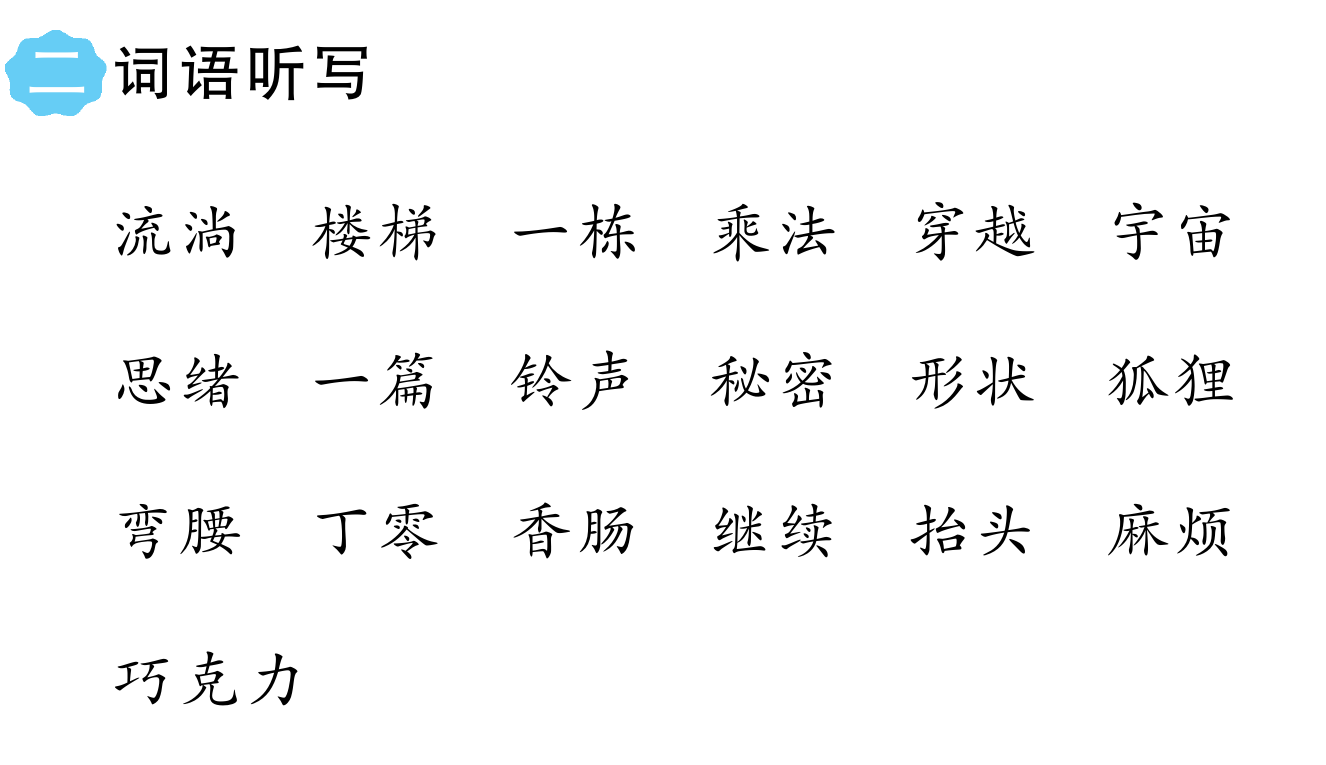 二 词语听写
流淌 楼梯 一栋 乘法 穿越 宇宙
思绪 一篇 铃声 秘密 形状 狐狸
弯腰 丁零 香肠 继续 抬头 麻烦
巧克力